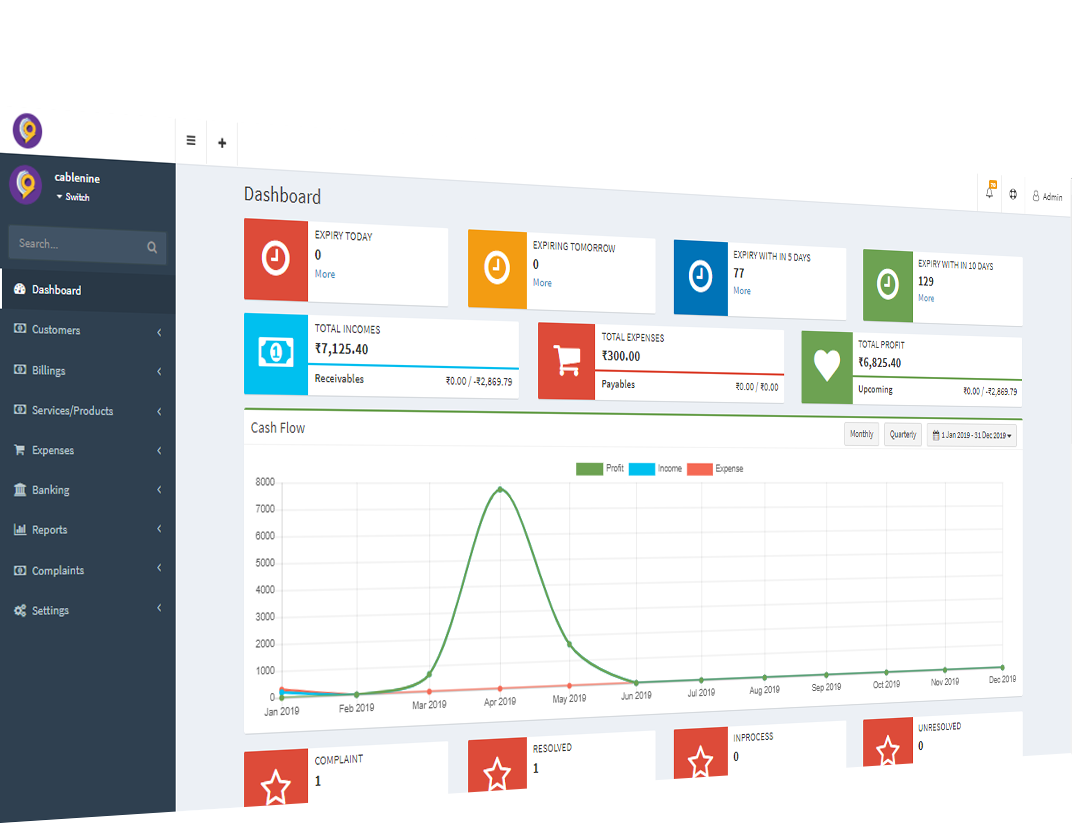 cablenine
Switch
Search...
Dashboard
Customers
Billings
Services/Products
Expenses
Banking
Reports
Complaints
Settings
Admin
Dashboard
EXPIRY TODAY
0
More
EXPIRING TOMORROW
0
More
EXPIRY WITH IN 5 DAYS
77
More
EXPIRY WITH IN 10 DAYS
129
More
TOTAL INCOMES
₹7,125.40
Receivables ₹0.00 / -₹2,869.79
TOTAL EXPENSES
₹300.00
Payables ₹0.00 / ₹0.00
TOTAL PROFIT
₹6,825.40
Upcoming ₹0.00 / -₹2,869.79
Cash Flow
Monthly Quarterly 1 Jan 2019 - 31 Dec 2019
Profit Income Expense
8000
7000
6000
5000
4000
3000
2000
1000
0
Jan 2019 Feb 2019 Mar 2019 Apr 2019 May 2019 Jun 2019 Jul 2019 Aug 2019 Sep 2019 Oct 2019 Nov 2019 Dec 2019
COMPLAINT
1
RESOLVED
1
INPROCESS
0
UNRESOLVED
0